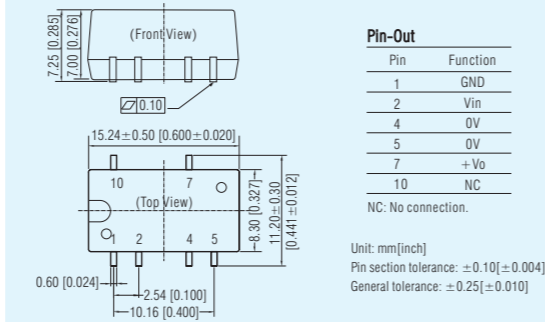 (Front View)
7.25 [0.285]
7.00 [0.276]
▱ 0.10
15.24±0.50 [0.600±0.020]
10 7
(Top View)
1 2 4 5
8.30 [0.327]
11.20±0.30
[0.441±0.012]
0.60 [0.024]
2.54 [0.100]
10.16 [0.400]
Pin-Out
Pin Function
1 GND
2 Vin
4 0V
5 0V
7 +Vo
10 NC
NC: No connection.
Unit: mm[inch]
Pin section tolerance: ±0.10[±0.004]
General tolerance: ±0.25[±0.010]